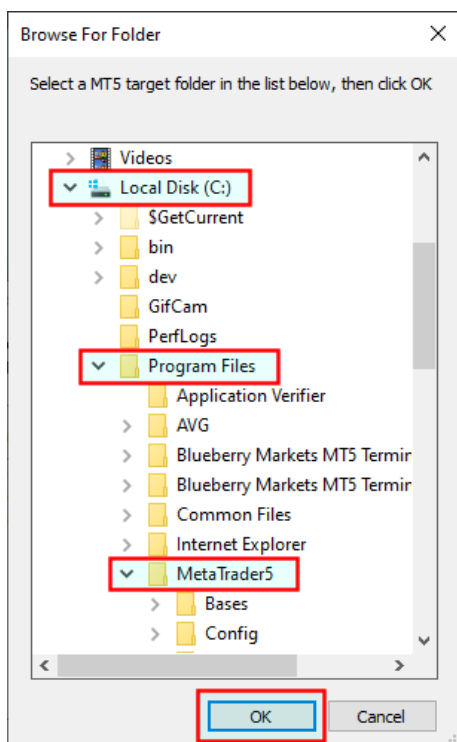 Browse For Folder
Select a MT5 target folder in the list below, then click OK
Videos
Local Disk (C:)
$GetCurrent
bin
dev
GifCam
PerfLogs
Program Files
Application Verifier
AVG
Blueberry Markets MT5 Termir
Blueberry Markets MT5 Termir
Common Files
Internet Explorer
MetaTrader5
Bases
Config
OK
Cancel